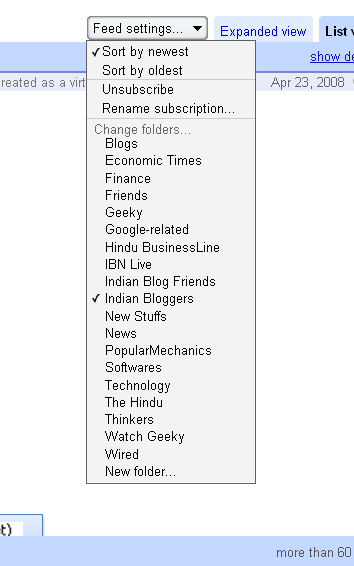 Feed settings... Expanded view List v
show de
reated as a virt Apr 23, 2008
✓ Sort by newest
Sort by oldest
Unsubscribe
Rename subscription...
Change folders...
Blogs
Economic Times
Finance
Friends
Geeky
Google-related
Hindu BusinessLine
IBN Live
Indian Blog Friends
✓ Indian Bloggers
New Stuffs
News
PopularMechanics
Softwares
Technology
The Hindu
Thinkers
Watch Geeky
Wired
New folder...
et)
more than 60